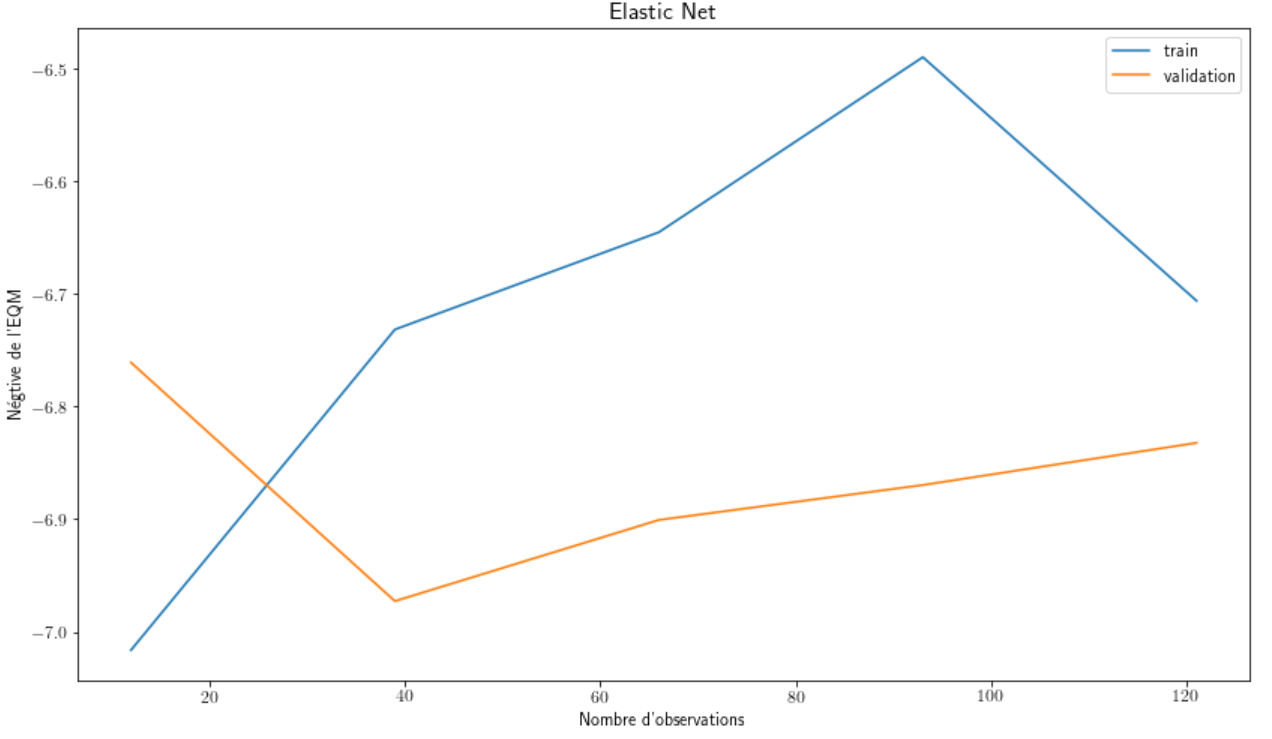 Elastic Net
train
validation
Négtive de l'EQM
−6.5
−6.6
−6.7
−6.8
−6.9
−7.0
20
40
60
80
100
120
Nombre d'observations